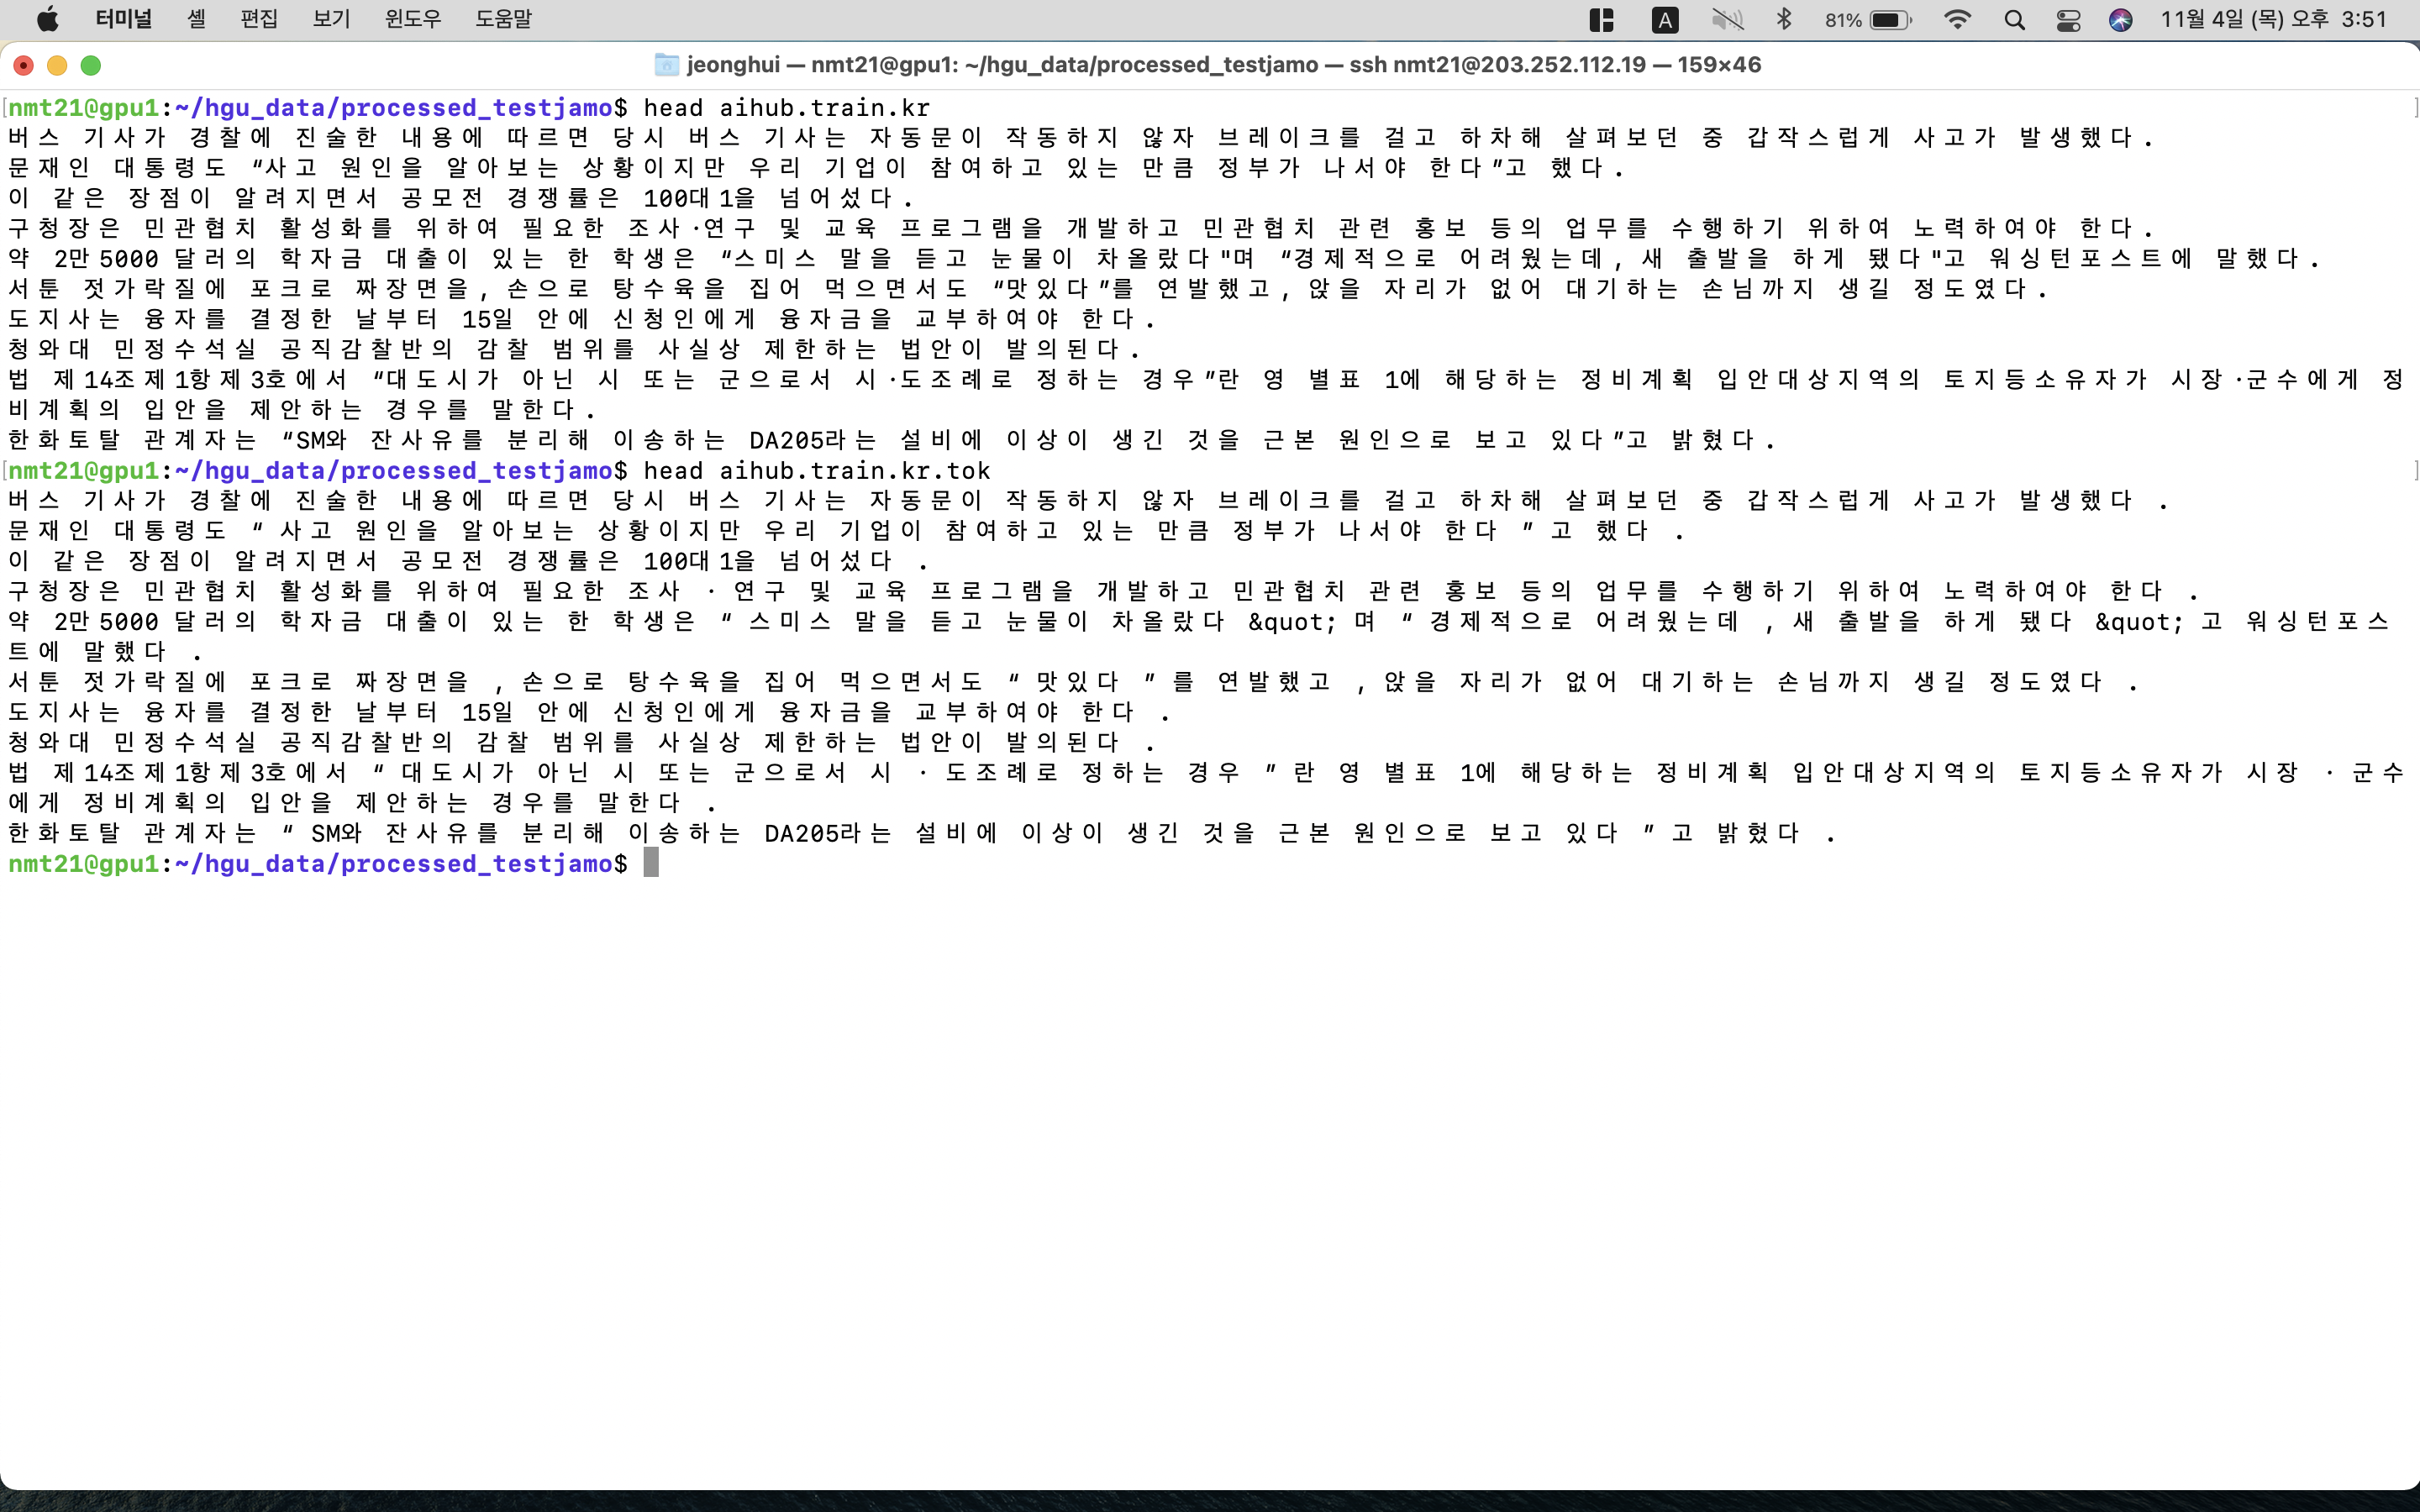 터미널 셸 편집 보기 윈도우 도움말 A 81% 11월 4일 (목) 오후 3:51
jeonghui — nmt21@gpu1: ~/hgu_data/processed_testjamo — ssh nmt21@203.252.112.19 — 159×46
nmt21@gpu1:~/hgu_data/processed_testjamo$ head aihub.train.kr
버스 기사가 경찰에 진술한 내용에 따르면 당시 버스 기사는 자동문이 작동하지 않자 브레이크를 걸고 하차해 살펴보던 중 갑작스럽게 사고가 발생했다.
문재인 대통령도 “사고 원인을 알아보는 상황이지만 우리 기업이 참여하고 있는 만큼 정부가 나서야 한다”고 했다.
이 같은 장점이 알려지면서 공모전 경쟁률은 100대 1을 넘어섰다.
구청장은 민관협치 활성화를 위하여 필요한 조사·연구 및 교육 프로그램을 개발하고 민관협치 관련 홍보 등의 업무를 수행하기 위하여 노력하여야 한다.
약 2만5000 달러의 학자금 대출이 있는 한 학생은 “스미스 말을 듣고 눈물이 차올랐다"며 “경제적으로 어려웠는데, 새 출발을 하게 됐다"고 워싱턴포스트에 말했다.
서툰 젓가락질에 포크로 짜장면을, 손으로 탕수육을 집어 먹으면서도 “맛있다”를 연발했고, 앉을 자리가 없어 대기하는 손님까지 생길 정도였다.
도지사는 융자를 결정한 날부터 15일 안에 신청인에게 융자금을 교부하여야 한다.
청와대 민정수석실 공직감찰반의 감찰 범위를 사실상 제한하는 법안이 발의된다.
법 제14조제1항제3호에서 “대도시가 아닌 시 또는 군으로서 시·도조례로 정하는 경우”란 영 별표 1에 해당하는 정비계획 입안대상지역의 토지등소유자가 시장·군수에게 정
비계획의 입안을 제안하는 경우를 말한다.
한화토탈 관계자는 “SM와 잔사유를 분리해 이송하는 DA205라는 설비에 이상이 생긴 것을 근본 원인으로 보고 있다”고 밝혔다.
nmt21@gpu1:~/hgu_data/processed_testjamo$ head aihub.train.kr.tok
버스 기사가 경찰에 진술한 내용에 따르면 당시 버스 기사는 자동문이 작동하지 않자 브레이크를 걸고 하차해 살펴보던 중 갑작스럽게 사고가 발생했다 .
문재인 대통령도 “ 사고 원인을 알아보는 상황이지만 우리 기업이 참여하고 있는 만큼 정부가 나서야 한다 ” 고 했다 .
이 같은 장점이 알려지면서 공모전 경쟁률은 100대 1을 넘어섰다 .
구청장은 민관협치 활성화를 위하여 필요한 조사 · 연구 및 교육 프로그램을 개발하고 민관협치 관련 홍보 등의 업무를 수행하기 위하여 노력하여야 한다 .
약 2만5000 달러의 학자금 대출이 있는 한 학생은 “ 스미스 말을 듣고 눈물이 차올랐다 &quot; 며 “ 경제적으로 어려웠는데 , 새 출발을 하게 됐다 &quot; 고 워싱턴포스
트에 말했다 .
서툰 젓가락질에 포크로 짜장면을 , 손으로 탕수육을 집어 먹으면서도 “ 맛있다 ” 를 연발했고 , 앉을 자리가 없어 대기하는 손님까지 생길 정도였다 .
도지사는 융자를 결정한 날부터 15일 안에 신청인에게 융자금을 교부하여야 한다 .
청와대 민정수석실 공직감찰반의 감찰 범위를 사실상 제한하는 법안이 발의된다 .
법 제14조제1항제3호에서 “ 대도시가 아닌 시 또는 군으로서 시 · 도조례로 정하는 경우 ” 란 영 별표 1에 해당하는 정비계획 입안대상지역의 토지등소유자가 시장 · 군수
에게 정비계획의 입안을 제안하는 경우를 말한다 .
한화토탈 관계자는 “ SM와 잔사유를 분리해 이송하는 DA205라는 설비에 이상이 생긴 것을 근본 원인으로 보고 있다 ” 고 밝혔다 .
nmt21@gpu1:~/hgu_data/processed_testjamo$